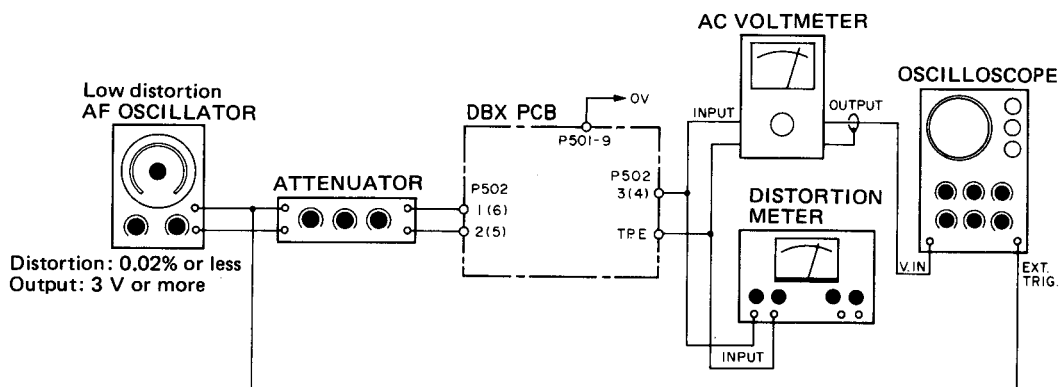 AC VOLTMETER
OSCILLOSCOPE
Low distortion
AF OSCILLATOR
DBX PCB
0V
P501-9
INPUT
OUTPUT
ATTENUATOR
P502
1(6)
2(5)
P502
3(4)
TPE
DISTORTION
METER
Distortion: 0.02% or less
Output: 3 V or more
V.IN
EXT.
TRIG.
INPUT